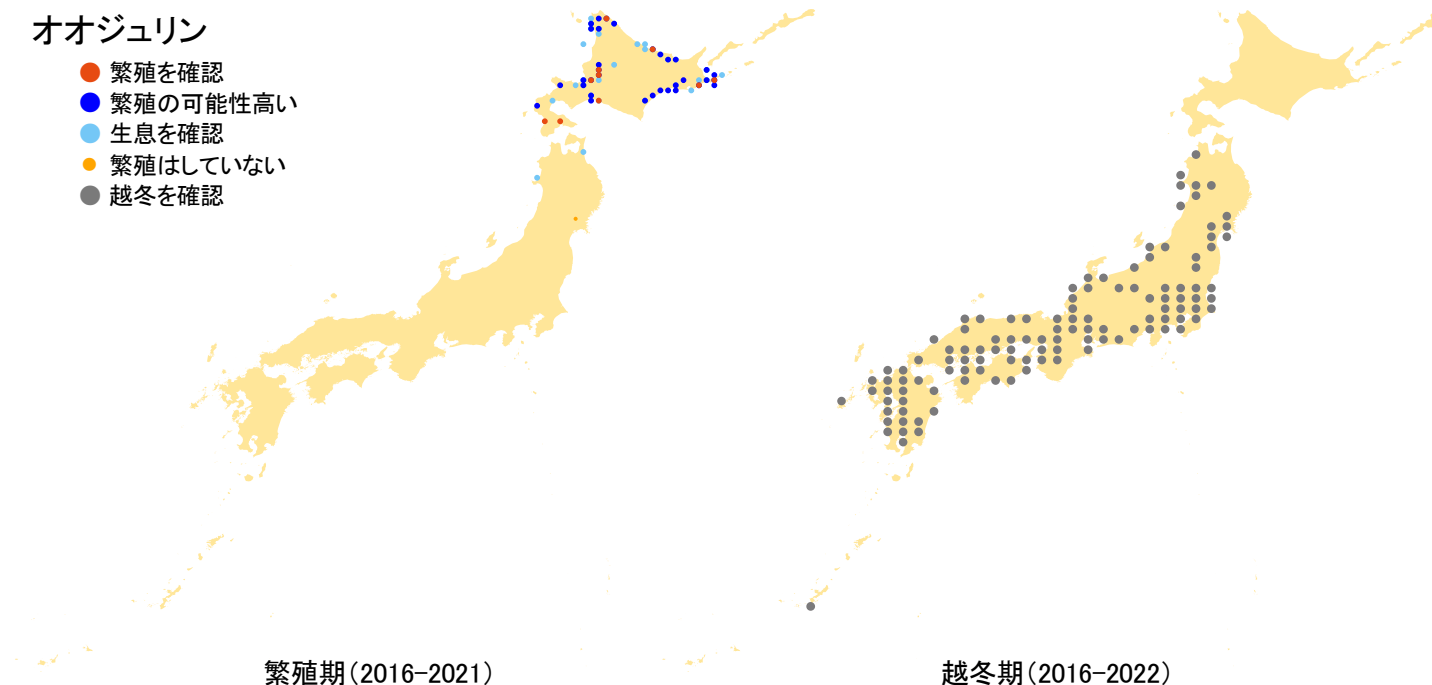 オオジュリン
繁殖を確認
繁殖の可能性高い
生息を確認
繁殖はしていない
越冬を確認
繁殖期(2016-2021)
越冬期(2016-2022)